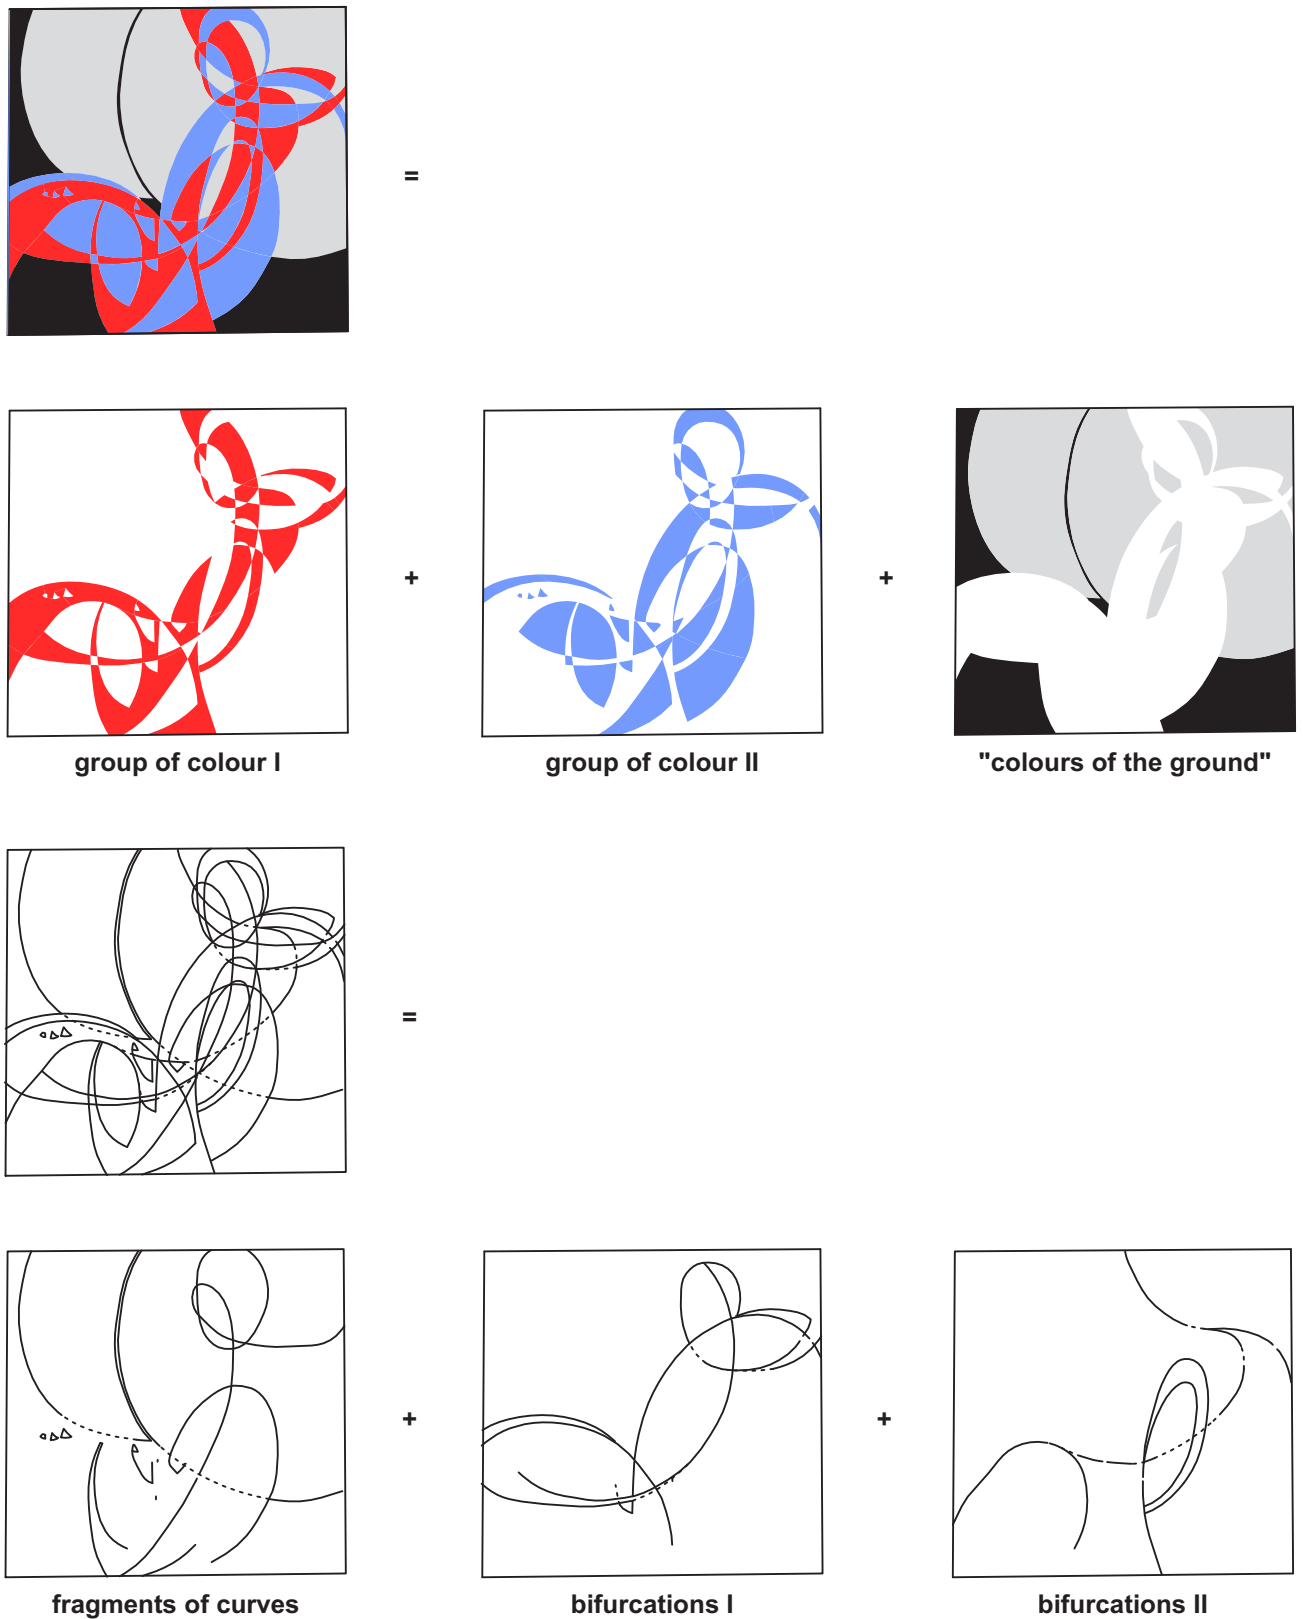 =
+
+
group of colour I
group of colour II
"colours of the ground"
=
+
+
fragments of curves
bifurcations I
bifurcations II